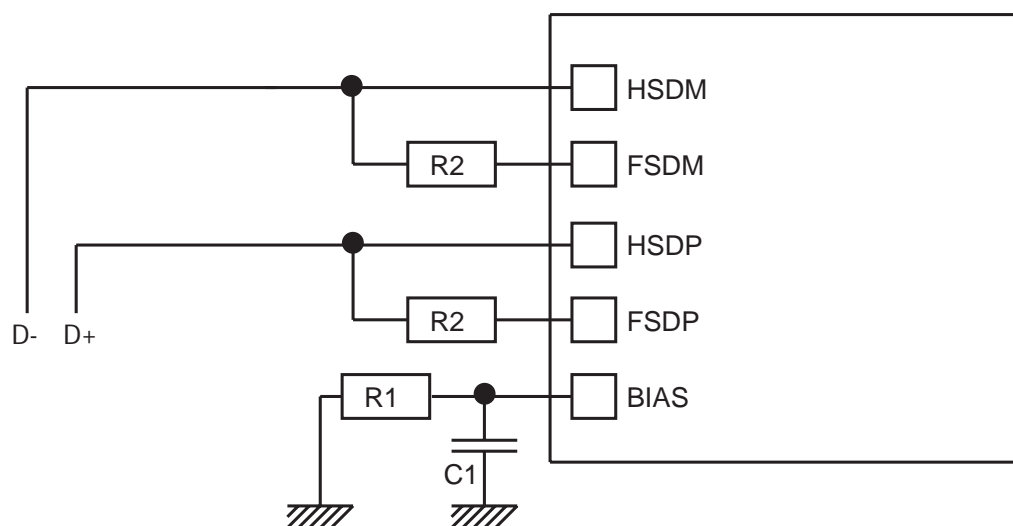 HSDM
R2 FSDM
HSDP
R2 FSDP
D- D+
R1 BIAS
C1